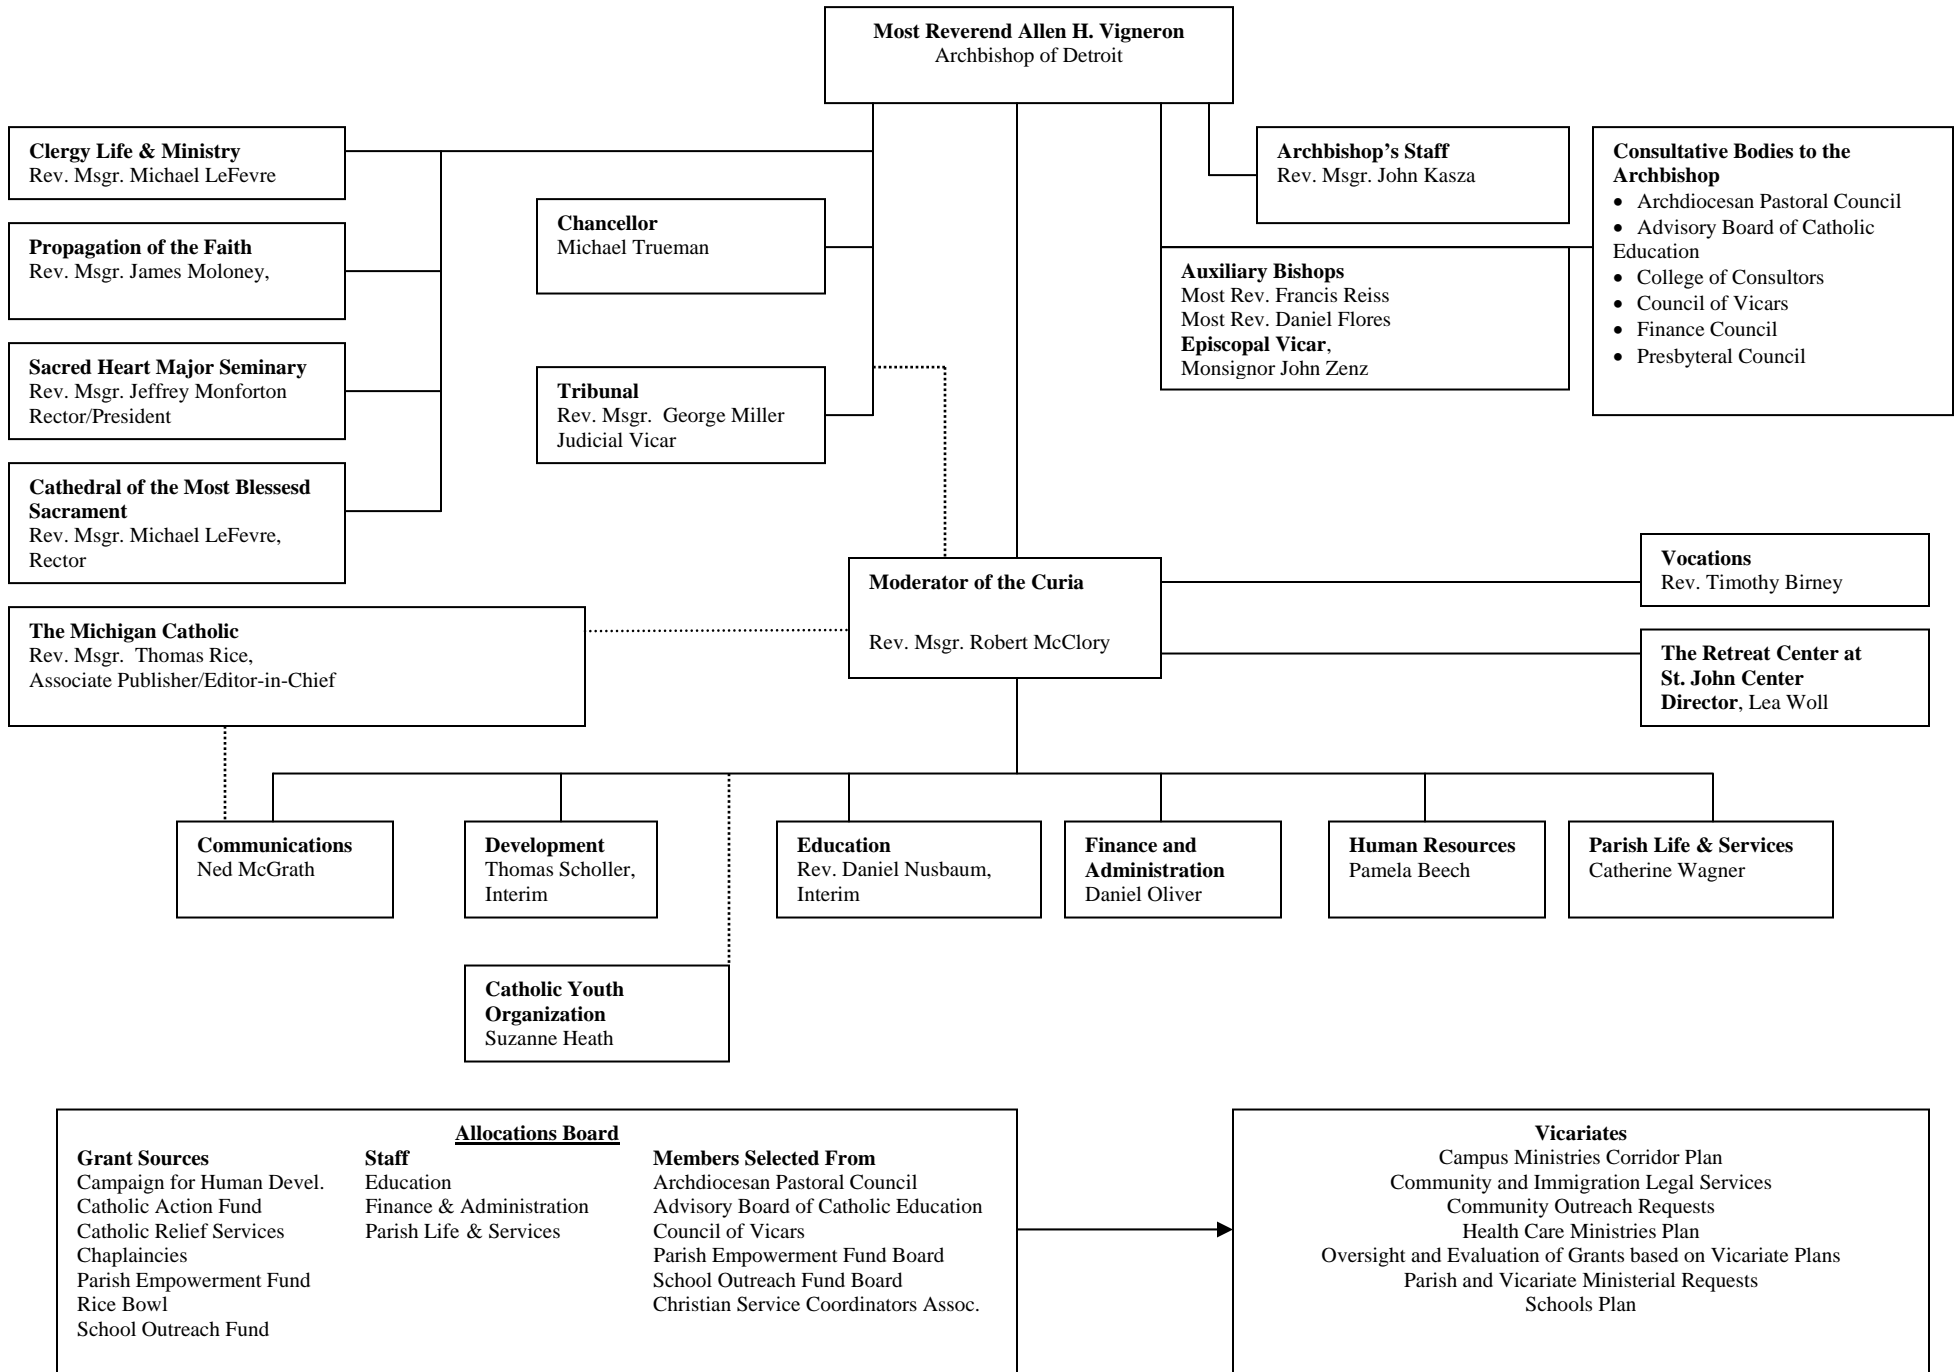 Most Reverend Allen H. Vigneron
Archbishop of Detroit
Clergy Life & Ministry
Rev. Msgr. Michael LeFevre
Propagation of the Faith
Rev. Msgr. James Moloney,
Sacred Heart Major Seminary
Rev. Msgr. Jeffrey Monforton
Rector/President
Cathedral of the Most Blessesd
Sacrament
Rev. Msgr. Michael LeFevre,
Rector
Chancellor
Michael Trueman
Tribunal
Rev. Msgr.  George Miller
Judicial Vicar
Archbishop’s Staff
Rev. Msgr. John Kasza
Auxiliary Bishops
Most Rev. Francis Reiss
Most Rev. Daniel Flores
Episcopal Vicar,
Monsignor John Zenz
Consultative Bodies to the
Archbishop
• Archdiocesan Pastoral Council
• Advisory Board of Catholic
Education
• College of Consultors
• Council of Vicars
• Finance Council
• Presbyteral Council
Moderator of the Curia
Rev. Msgr. Robert McClory
Vocations
Rev. Timothy Birney
The Retreat Center at
St. John Center
Director, Lea Woll
The Michigan Catholic
Rev. Msgr.  Thomas Rice,
Associate Publisher/Editor-in-Chief
Communications
Ned McGrath
Development
Thomas Scholler,
Interim
Education
Rev. Daniel Nusbaum,
Interim
Finance and
Administration
Daniel Oliver
Human Resources
Pamela Beech
Parish Life & Services
Catherine Wagner
Catholic Youth
Organization
Suzanne Heath
Allocations Board
Grant Sources
Campaign for Human Devel.
Catholic Action Fund
Catholic Relief Services
Chaplaincies
Parish Empowerment Fund
Rice Bowl
School Outreach Fund
Staff
Education
Finance & Administration
Parish Life & Services
Members Selected From
Archdiocesan Pastoral Council
Advisory Board of Catholic Education
Council of Vicars
Parish Empowerment Fund Board
School Outreach Fund Board
Christian Service Coordinators Assoc.
Vicariates
Campus Ministries Corridor Plan
Community and Immigration Legal Services
Community Outreach Requests
Health Care Ministries Plan
Oversight and Evaluation of Grants based on Vicariate Plans
Parish and Vicariate Ministerial Requests
Schools Plan